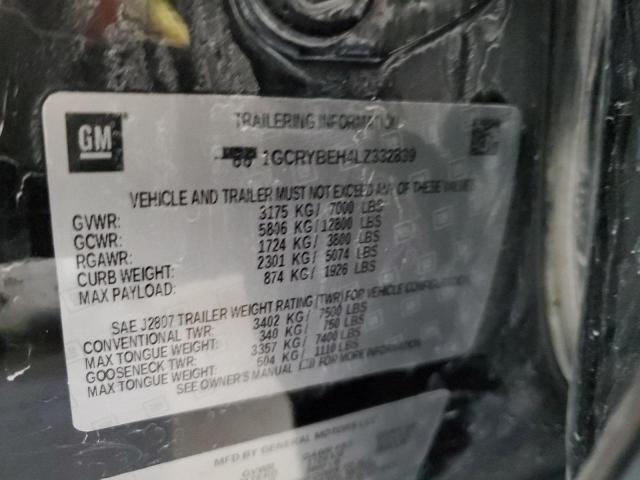 GM
TRAILERING INFORMATION
1GCRYBEH4LZ332839
VEHICLE AND TRAILER MUST NOT EXCEED ANY OF THESE VALUES
GVWR: 3175 KG/ 7000 LBS
GCWR: 5806 KG/12800 LBS
RGAWR: 1724 KG/ 3800 LBS
CURB WEIGHT: 2301 KG/ 5074 LBS
MAX PAYLOAD: 874 KG/ 1926 LBS
SAE J2807 TRAILER WEIGHT RATING (TWR) FOR VEHICLE CONFIGURATION
CONVENTIONAL TWR: 3402 KG/ 7500 LBS
MAX TONGUE WEIGHT: 340 KG/ 750 LBS
GOOSENECK TWR: 3357 KG/ 7400 LBS
MAX TONGUE WEIGHT: 504 KG/ 1110 LBS
SEE OWNER'S MANUAL FOR MORE INFORMATION.
MFD BY GENERAL MOTORS LLC
GVWR